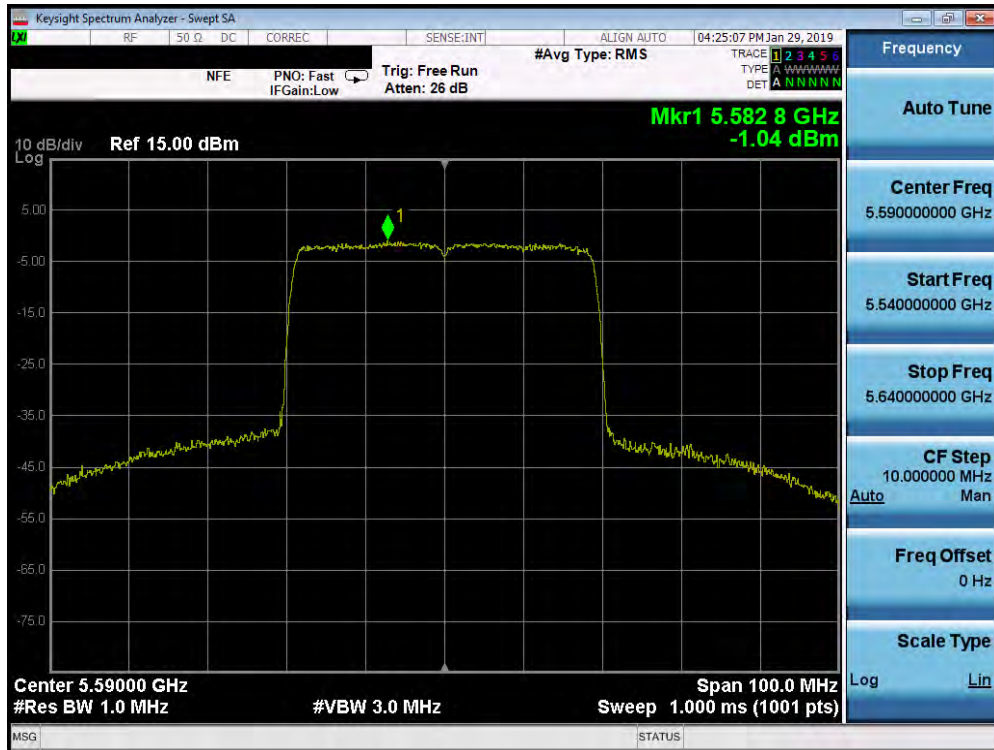 Keysight Spectrum Analyzer - Swept SA
LXI RF 50 Ω DC CORREC SENSE:INT ALIGN AUTO 04:25:07 PM Jan 29, 2019
#Avg Type: RMS TRACE 1 2 3 4 5 6
NFE PNO: Fast Trig: Free Run TYPE A WWWWW
IFGain:Low Atten: 26 dB DET A N N N N N
Mkr1 5.582 8 GHz
-1.04 dBm
10 dB/div Ref 15.00 dBm
Log
1
5.00
-5.00
-15.0
-25.0
-35.0
-45.0
-55.0
-65.0
-75.0
Center 5.59000 GHz Span 100.0 MHz
#Res BW 1.0 MHz #VBW 3.0 MHz Sweep 1.000 ms (1001 pts)
MSG STATUS
Frequency
Auto Tune
Center Freq
5.590000000 GHz
Start Freq
5.540000000 GHz
Stop Freq
5.640000000 GHz
CF Step
10.000000 MHz
Auto Man
Freq Offset
0 Hz
Scale Type
Log Lin